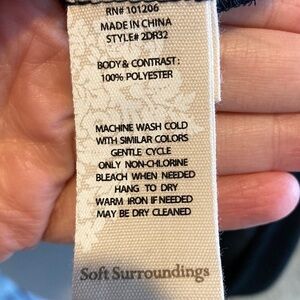 RN# 101206
MADE IN CHINA
STYLE# 2DR32
BODY & CONTRAST:
100% POLYESTER
MACHINE WASH COLD
WITH SIMILAR COLORS
GENTLE CYCLE
ONLY NON-CHLORINE
BLEACH WHEN NEEDED
HANG TO DRY
WARM IRON IF NEEDED
MAY BE DRY CLEANED
Soft Surroundings